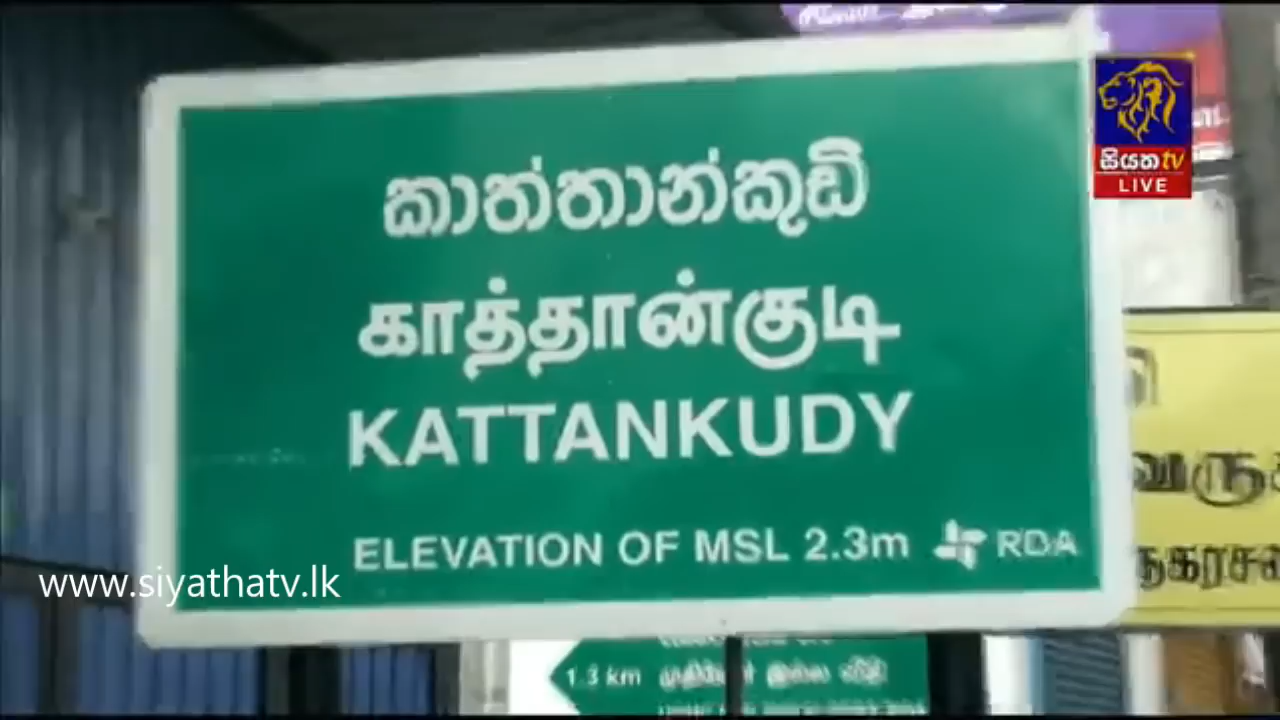 කාත්තාන්කුඩි
காத்தான்குடி
KATTANKUDY
ELEVATION OF MSL 2.3m RDA
සියත tv
LIVE
www.siyathatv.lk
1.3 km